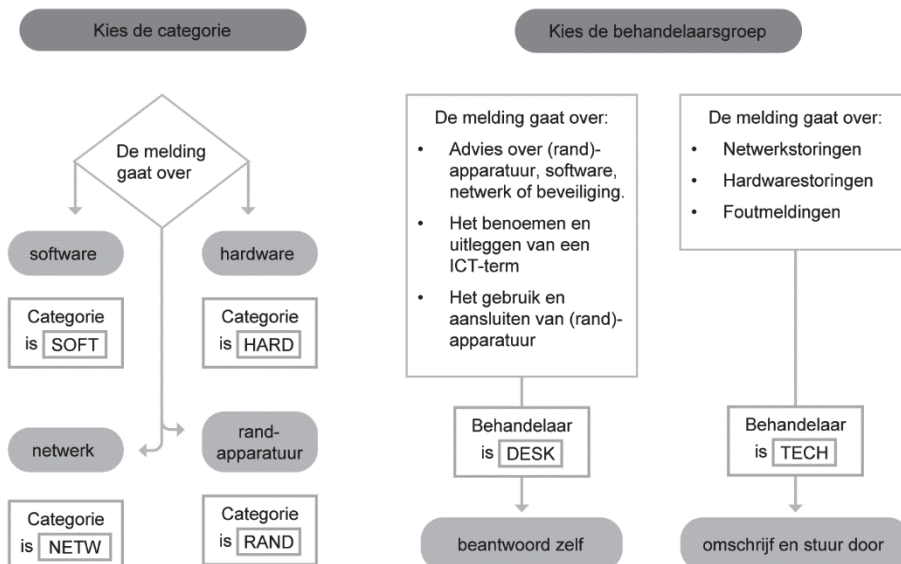 Kies de categorie
De melding
gaat over
software
hardware
Categorie
is SOFT
Categorie
is HARD
netwerk
rand-
apparatuur
Categorie
is NETW
Categorie
is RAND
Kies de behandelaarsgroep
De melding gaat over:
• Advies over (rand)-
apparatuur, software,
netwerk of beveiliging.
• Het benoemen en
uitleggen van een
ICT-term
• Het gebruik en
aansluiten van (rand)-
apparatuur
Behandelaar
is DESK
beantwoord zelf
De melding gaat over:
• Netwerkstoringen
• Hardwarestoringen
• Foutmeldingen
Behandelaar
is TECH
omschrijf en stuur door